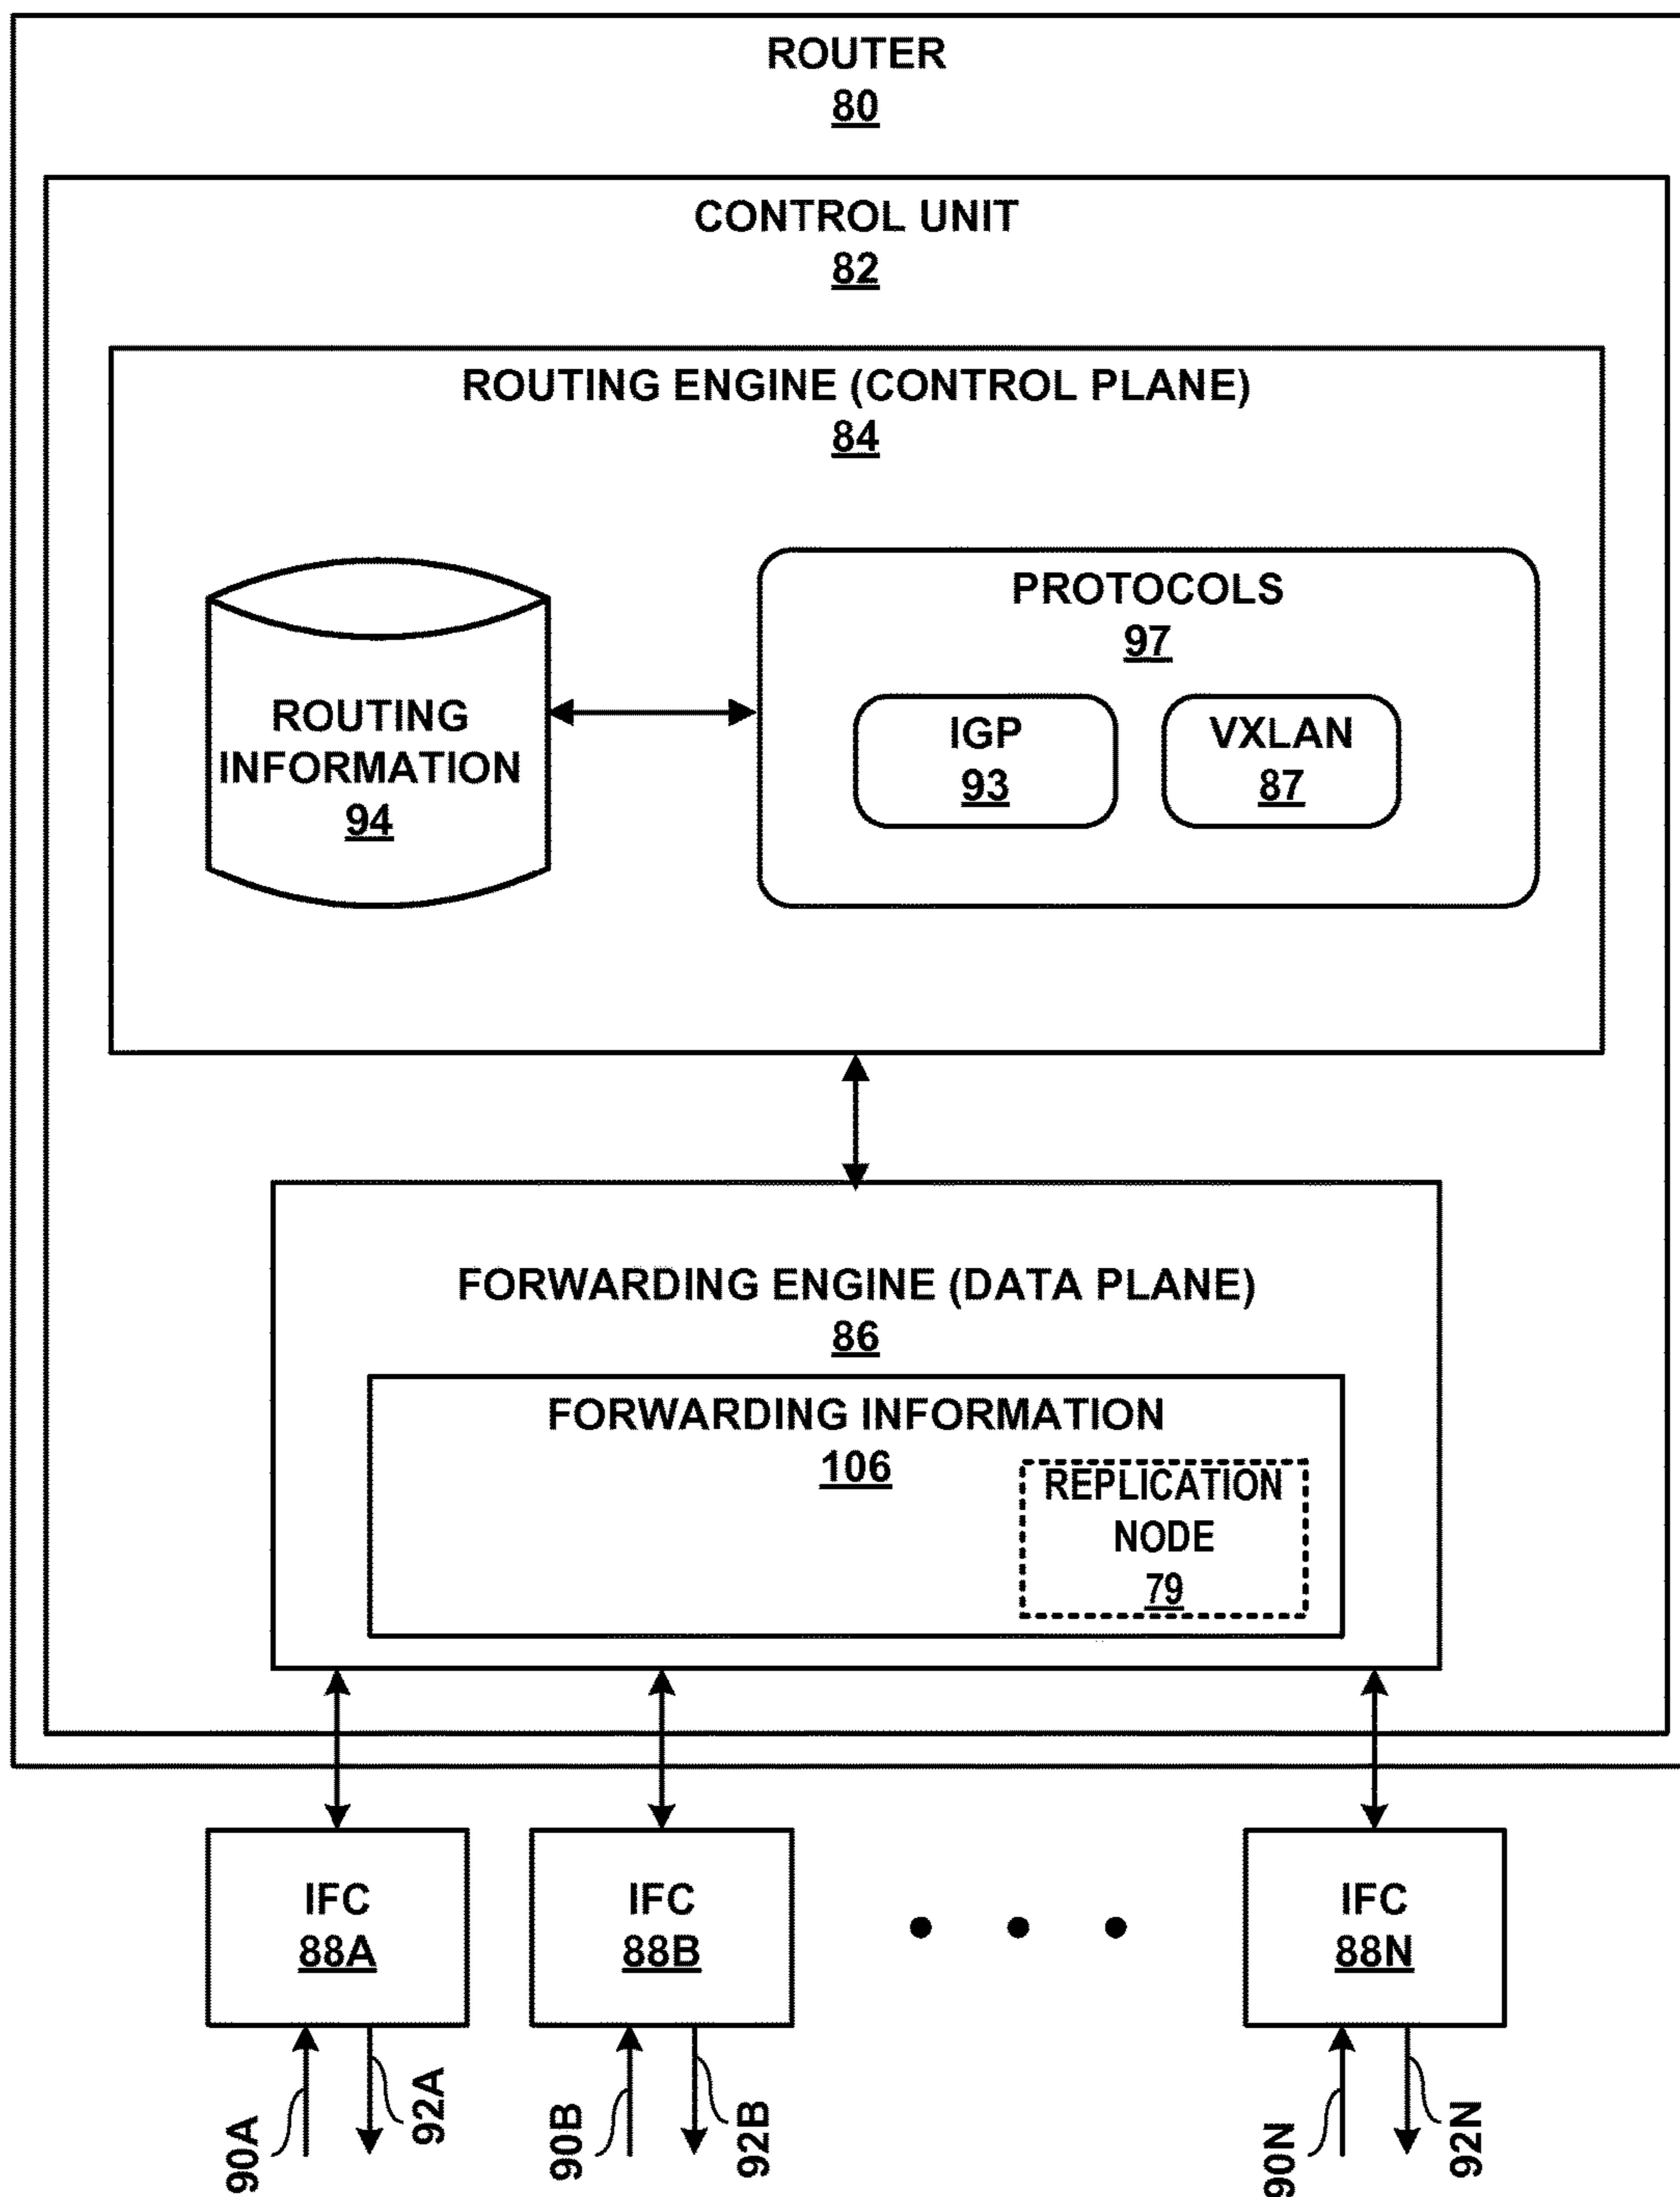 ROUTER
80
CONTROL UNIT
82
ROUTING ENGINE (CONTROL PLANE)
84
ROUTING
INFORMATION
94
PROTOCOLS
97
IGP
93
VXLAN
87
FORWARDING ENGINE (DATA PLANE)
86
FORWARDING INFORMATION
106
REPLICATION
NODE
79
IFC
88A
IFC
88B
IFC
88N
90A
92A
90B
92B
90N
92N